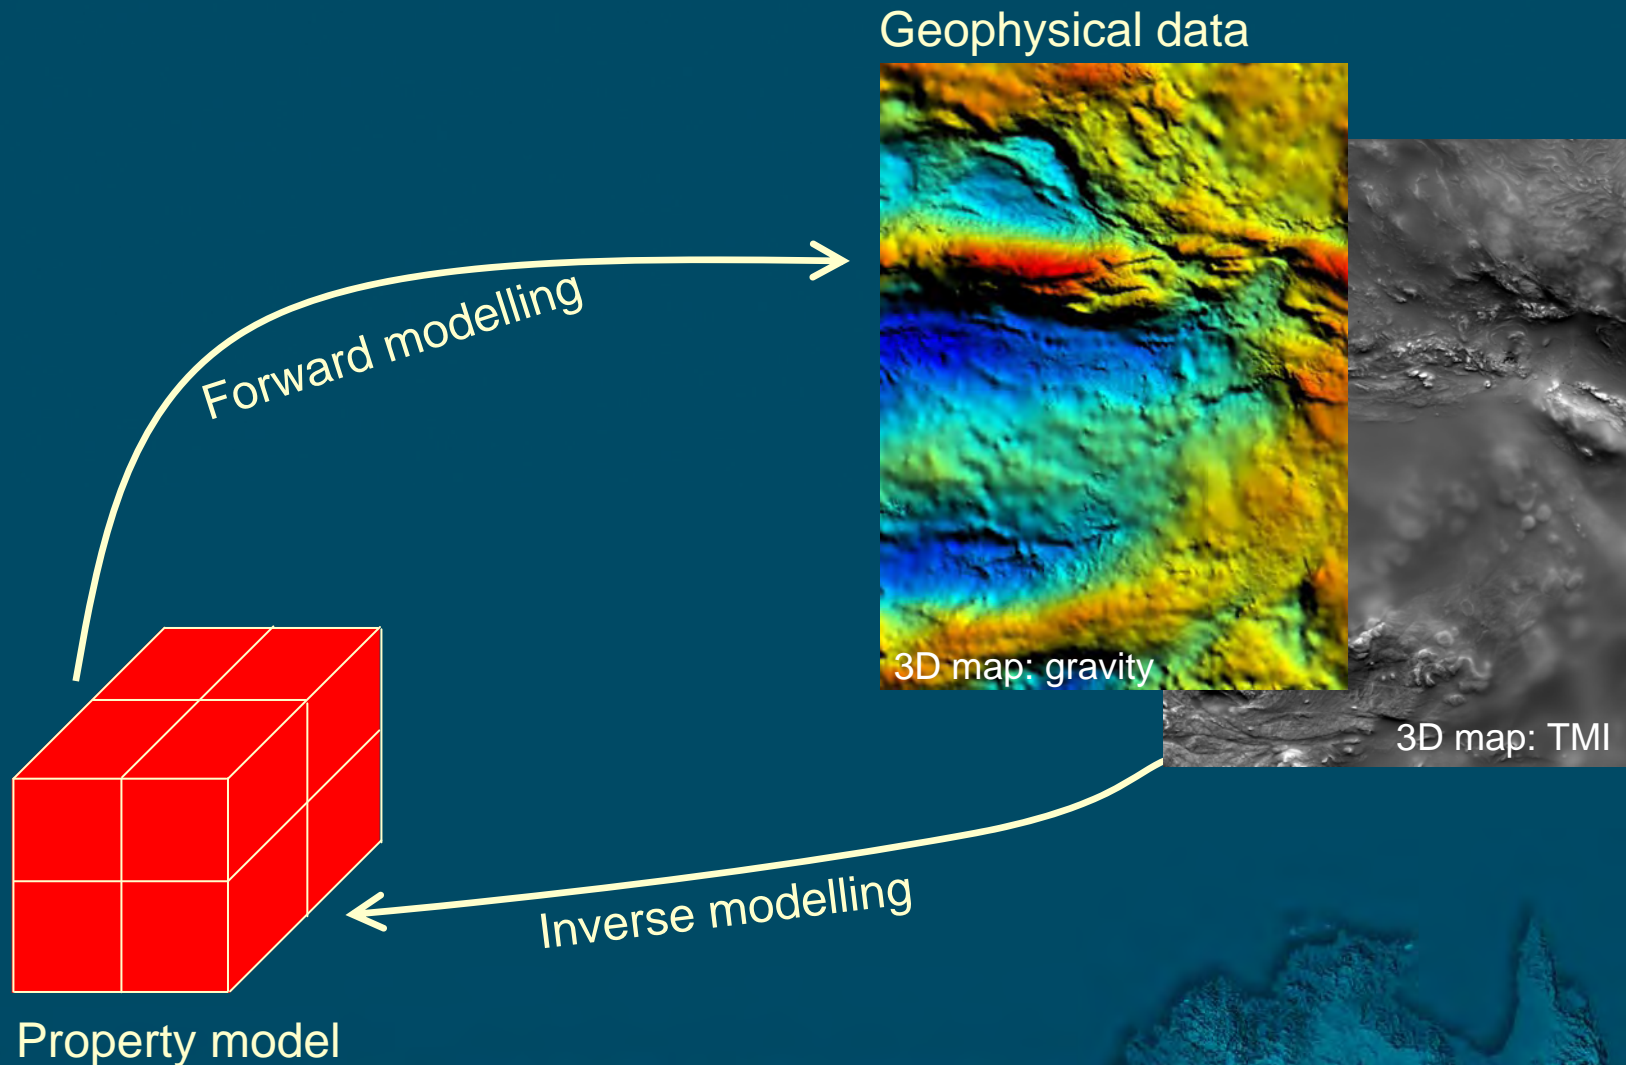 Geophysical data
Forward modelling
3D map: gravity
3D map: TMI
Inverse modelling
Property model